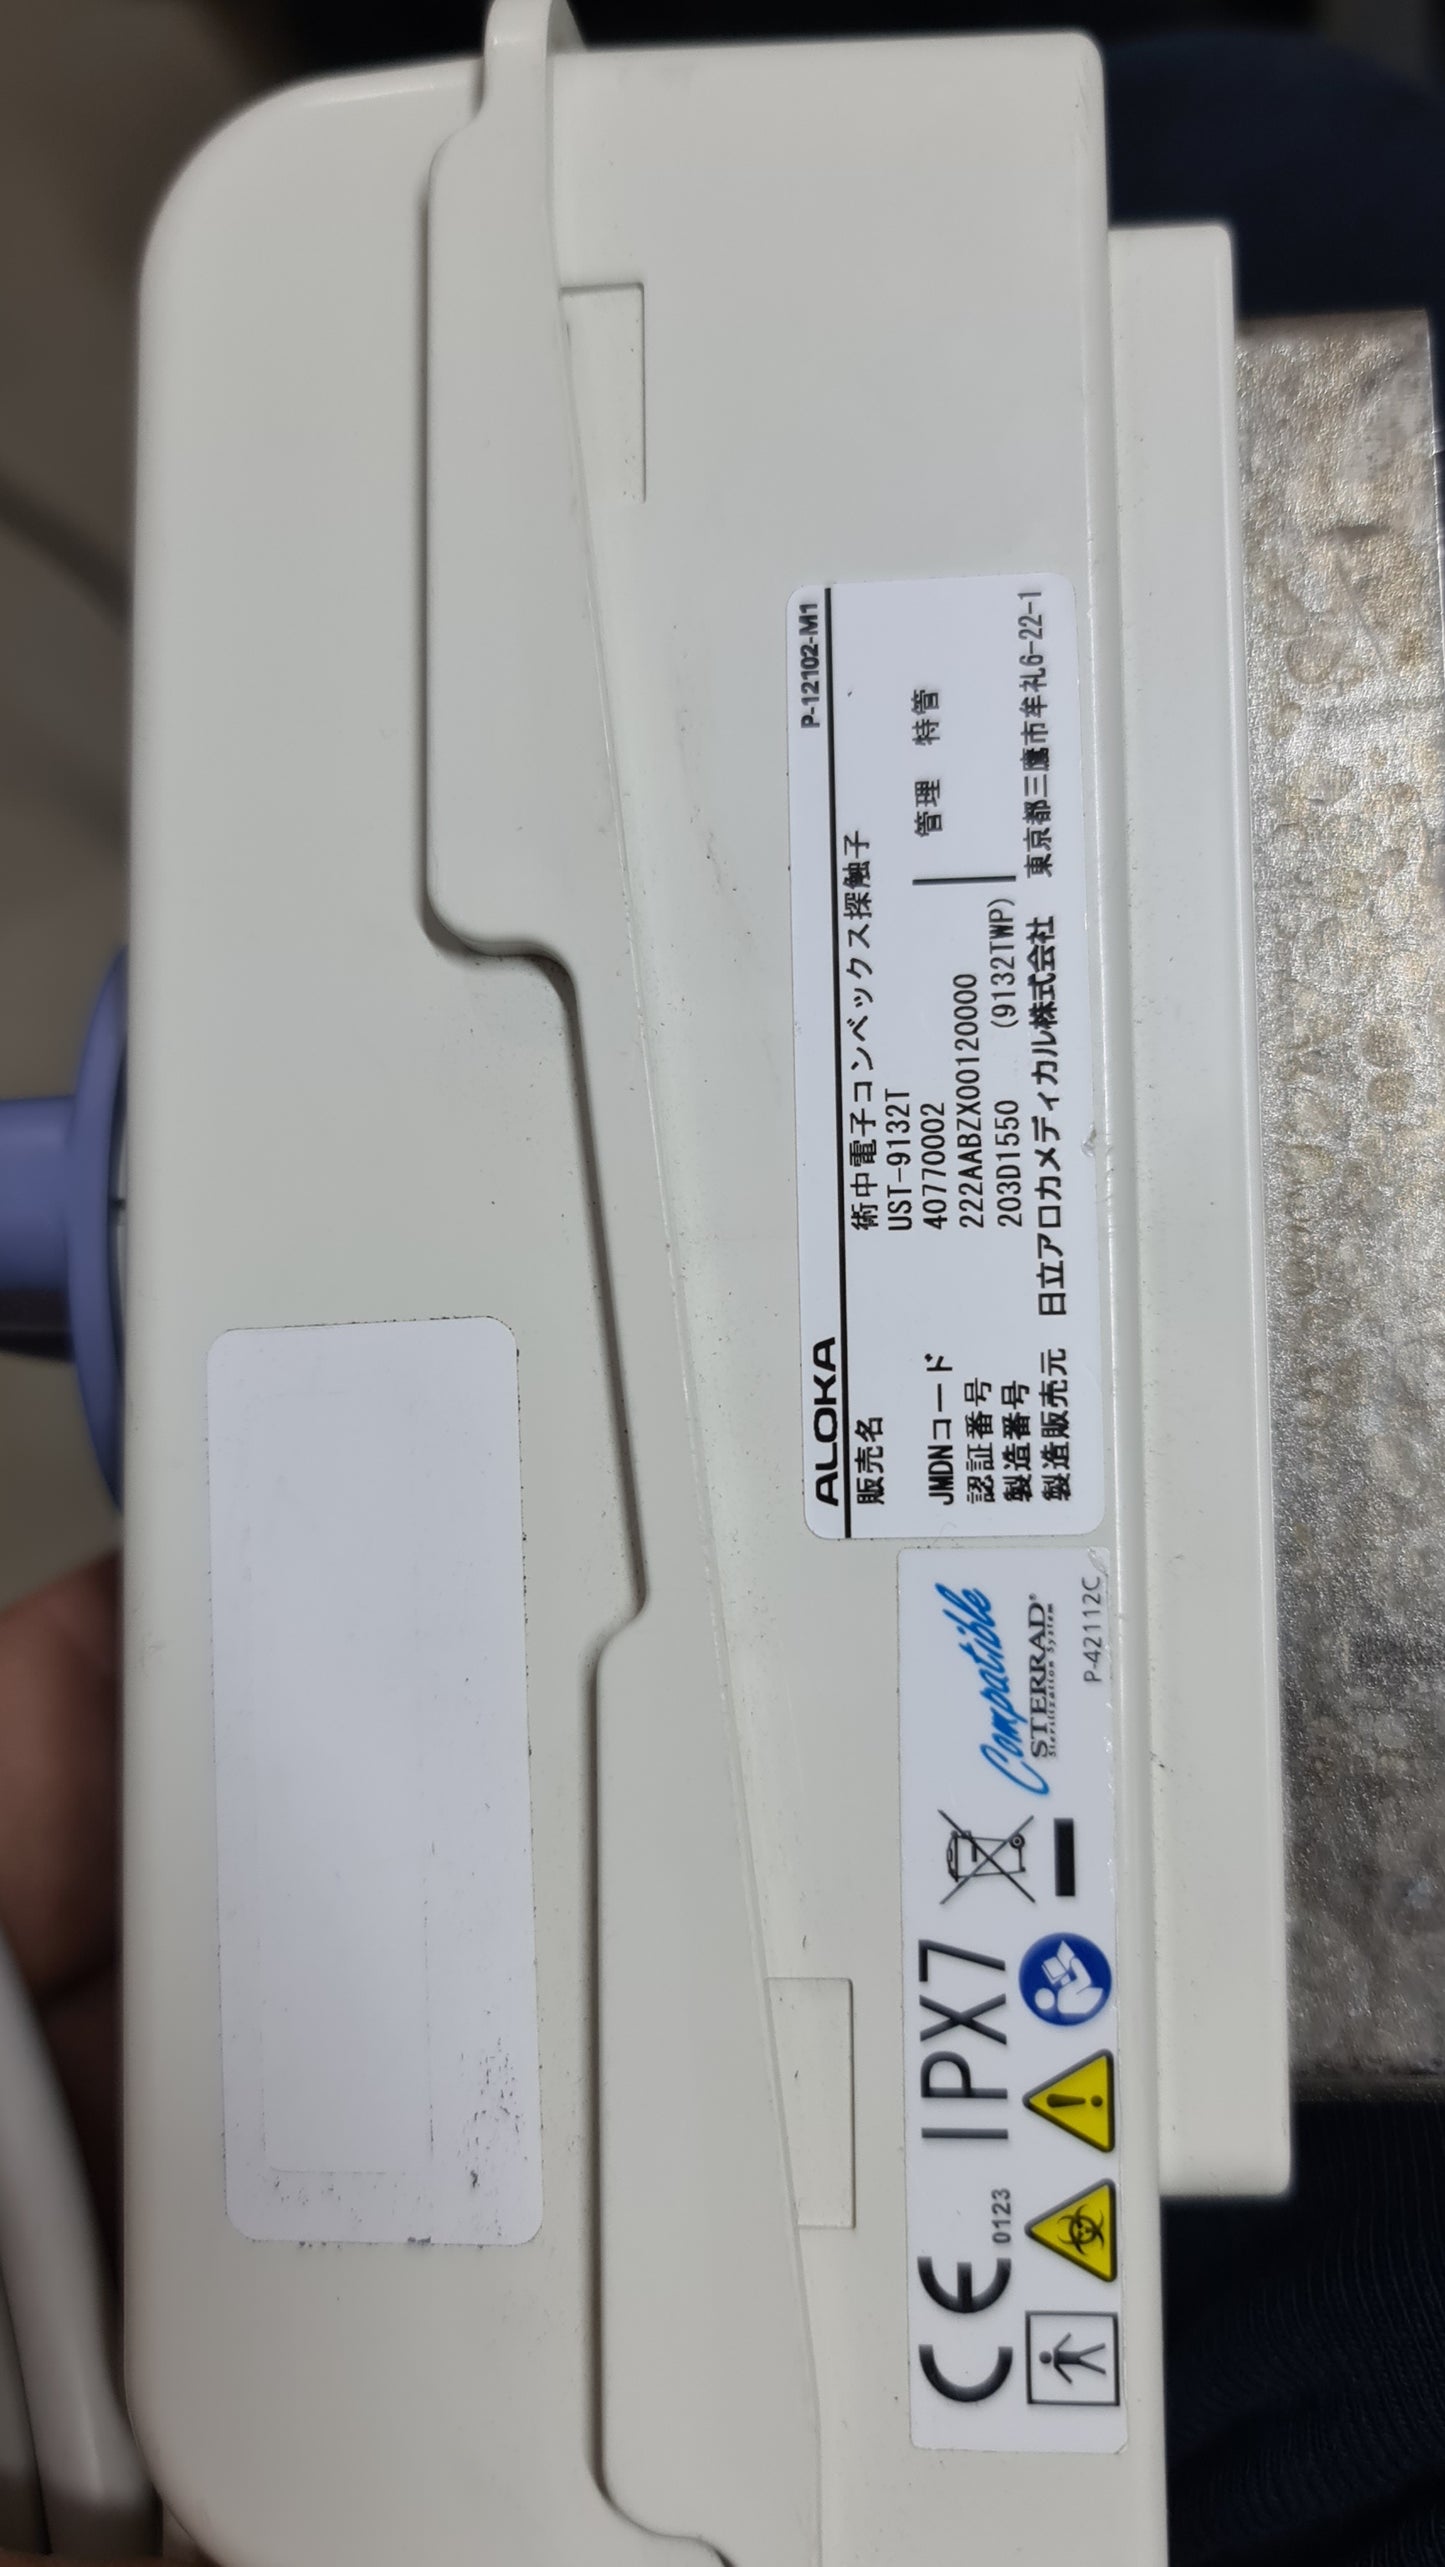 ALOKA P-12102-M1
販売名 術中電子コンベックス探触子
UST-9132T
JMDNコード 40770002
認証番号 222AABZX00120000 管理 特管
製造番号 203D1550 (9132TWP)
製造販売元 日立アロカメディカル株式会社 東京都三鷹市牟礼6-22-1
CE 0123 IPX7
Compatible
STERRAD®
Sterilization System
P-42112C